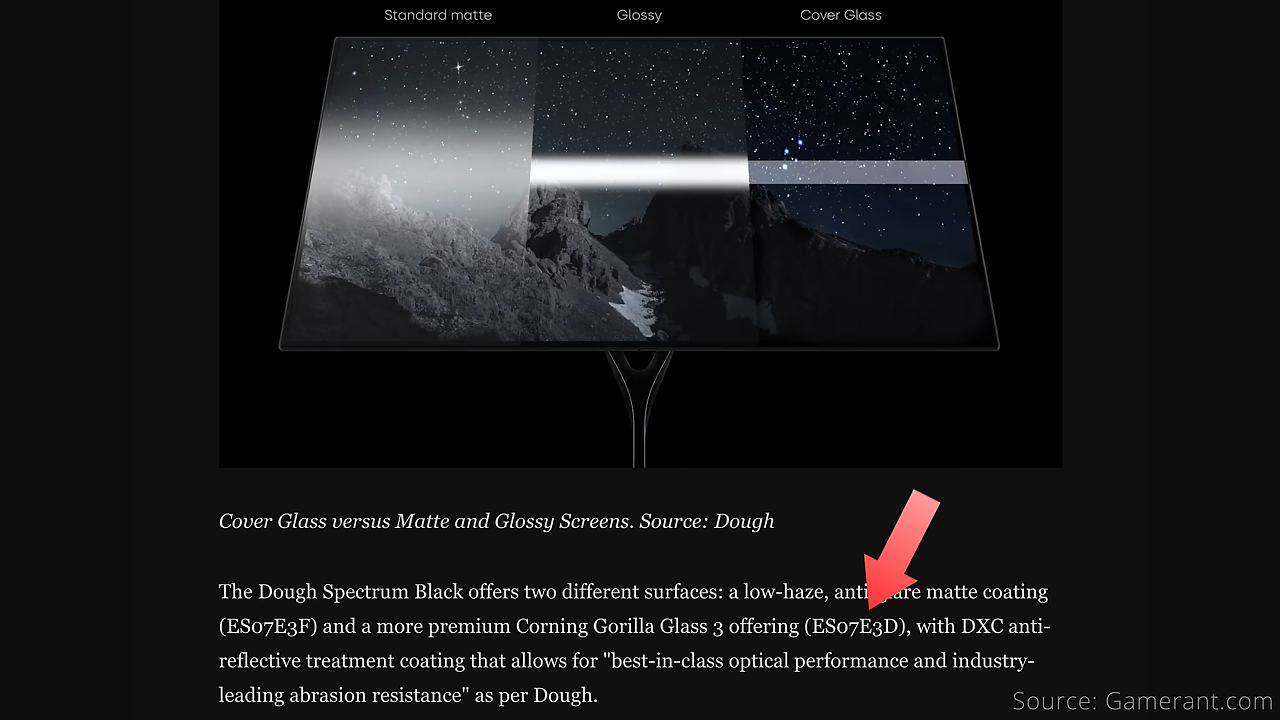 Standard matte Glossy Cover Glass
Cover Glass versus Matte and Glossy Screens. Source: Dough
The Dough Spectrum Black offers two different surfaces: a low-haze, anti-glare matte coating
(ES07E3F) and a more premium Corning Gorilla Glass 3 offering (ES07E3D), with DXC anti-
reflective treatment coating that allows for "best-in-class optical performance and industry-
leading abrasion resistance" as per Dough.
Source: Gamerant.com